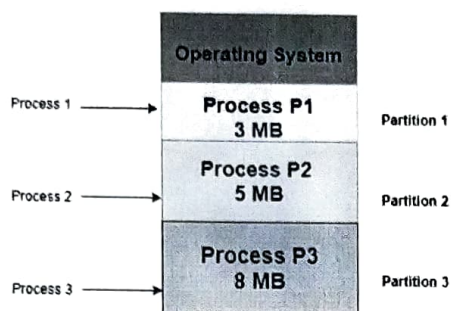 Operating System
Process 1
Process P1
3 MB
Partition 1
Process P2
5 MB
Process 2
Partition 2
Process P3
8 MB
Process 3
Partition 3